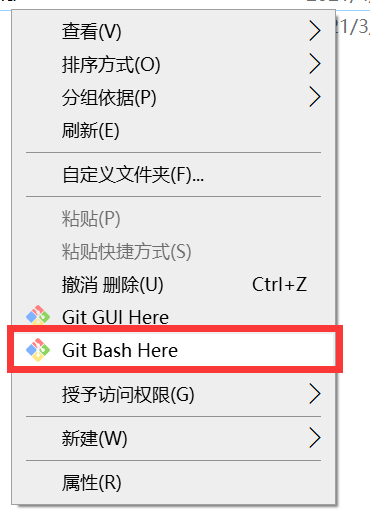 查看(V)
排序方式(O)
分组依据(P)
刷新(E)
自定义文件夹(F)...
粘贴(P)
粘贴快捷方式(S)
撤消 删除(U) Ctrl+Z
Git GUI Here
Git Bash Here
授予访问权限(G)
新建(W)
属性(R)